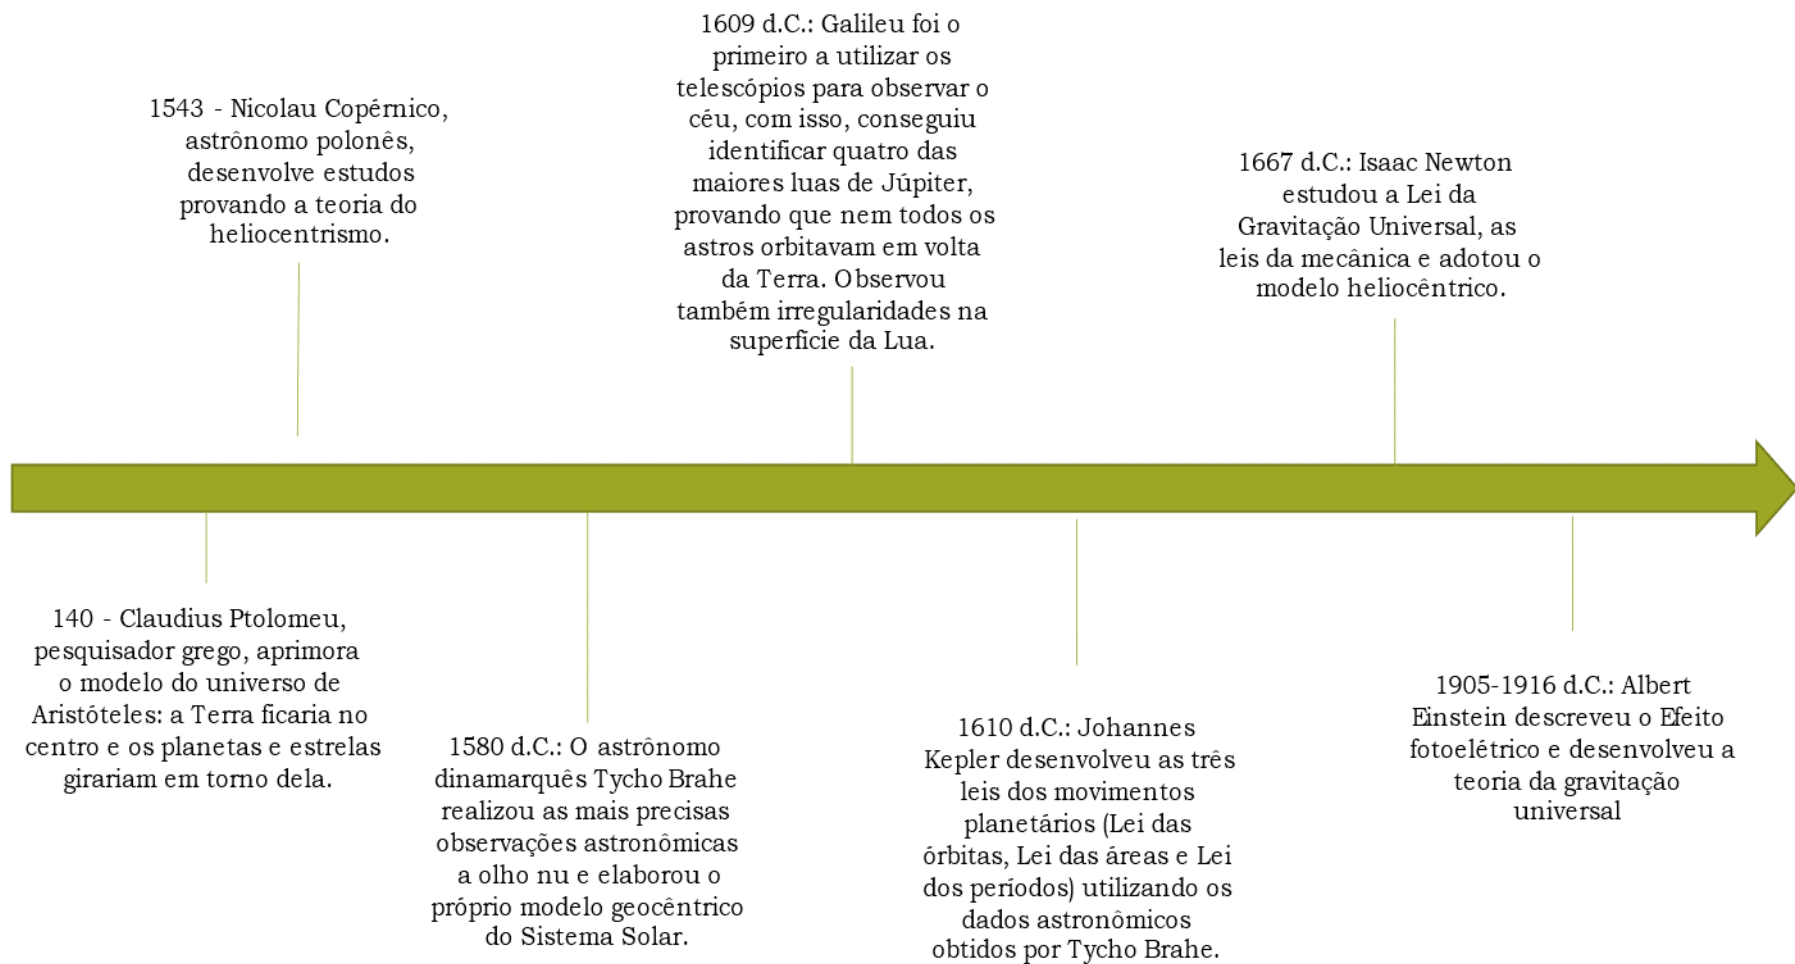 1609 d.C.: Galileu foi o
primeiro a utilizar os
telescópios para observar o
céu, com isso, conseguiu
identificar quatro das
maiores luas de Júpiter,
provando que nem todos os
astros orbitavam em volta
da Terra. Observou
também irregularidades na
superfície da Lua.
1543 - Nicolau Copérnico,
astrônomo polonês,
desenvolve estudos
provando a teoria do
heliocentrismo.
1667 d.C.: Isaac Newton
estudou a Lei da
Gravitação Universal, as
leis da mecânica e adotou o
modelo heliocêntrico.
140 - Claudius Ptolomeu,
pesquisador grego, aprimora
o modelo do universo de
Aristóteles: a Terra ficaria no
centro e os planetas e estrelas
girariam em torno dela.
1580 d.C.: O astrônomo
dinamarquês Tycho Brahe
realizou as mais precisas
observações astronômicas
a olho nu e elaborou o
próprio modelo geocêntrico
do Sistema Solar.
1610 d.C.: Johannes
Kepler desenvolveu as três
leis dos movimentos
planetários (Lei das
órbitas, Lei das áreas e Lei
dos períodos) utilizando os
dados astronômicos
obtidos por Tycho Brahe.
1905-1916 d.C.: Albert
Einstein descreveu o Efeito
fotoelétrico e desenvolveu a
teoria da gravitação
universal